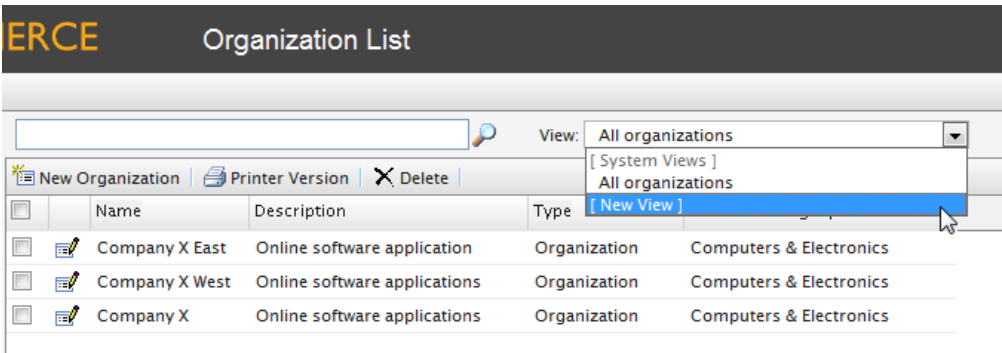 ERCE Organization List
View: All organizations
[ System Views ]
All organizations
New Organization Printer Version Delete
[ New View ]
Name Description Type
Company X East Online software application Organization Computers & Electronics
Company X West Online software applications Organization Computers & Electronics
Company X Online software applications Organization Computers & Electronics